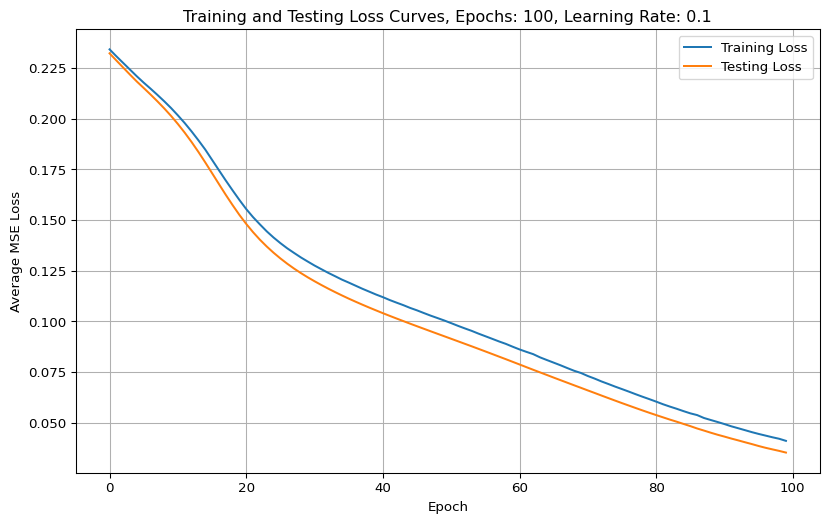 Training and Testing Loss Curves, Epochs: 100, Learning Rate: 0.1
Training Loss
Testing Loss
Average MSE Loss
0.225
0.200
0.175
0.150
0.125
0.100
0.075
0.050
0 20 40 60 80 100
Epoch